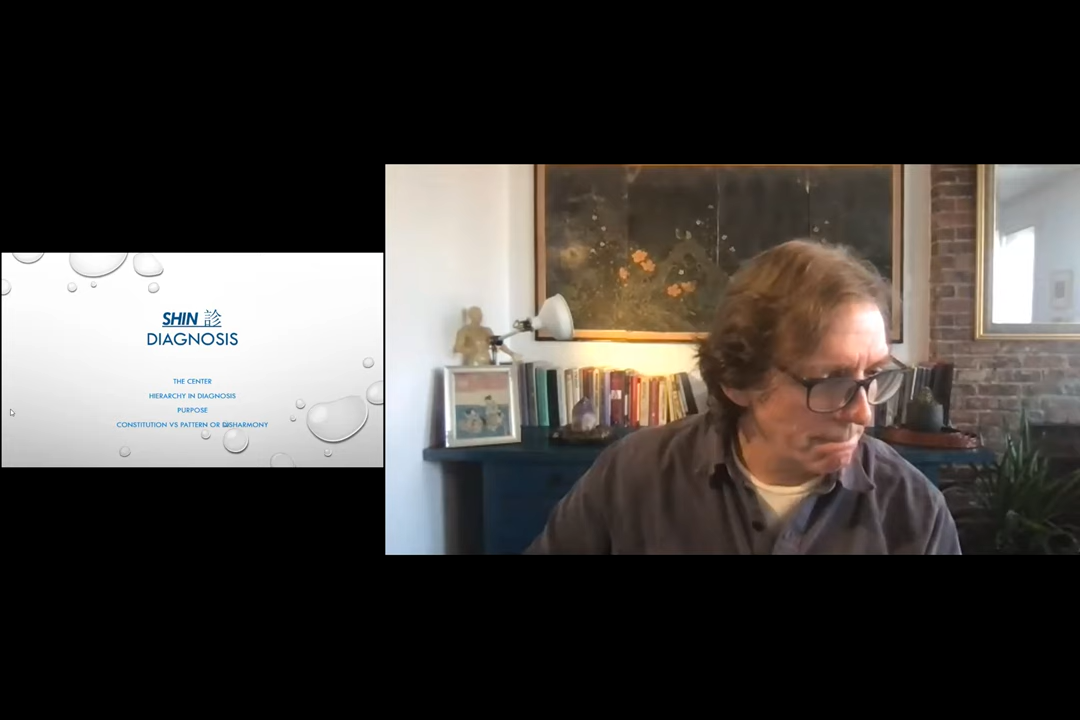 SHIN 診
DIAGNOSIS
THE CENTER
HIERARCHY IN DIAGNOSIS
PURPOSE
CONSTITUTION VS PATTERN OR DISHARMONY